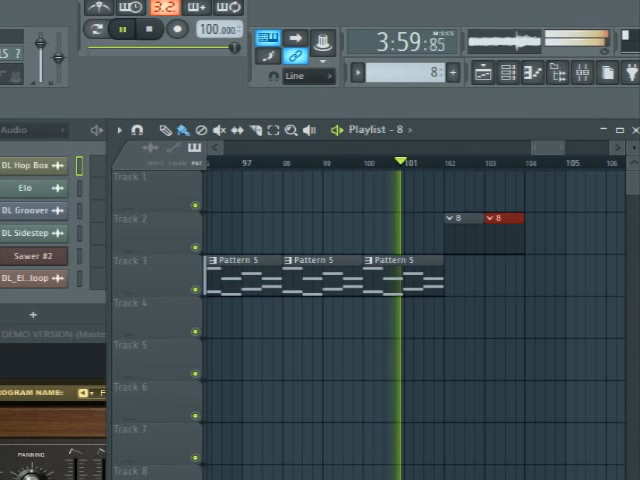 3.2
100.000
3:59:85
M:S:CS
Line
8
Audio
Playlist - 8
97
98
99
100
101
102
103
104
105
106
Track 1
DL Hop Box
Elo
Track 2
8
8
DL Groover
DL Sidestep
Sawer #2
Track 3
Pattern 5
Pattern 5
Pattern 5
DL_El...loop
Track 4
DEMO VERSION (Maste
Track 5
Track 6
OGRAM NAME:
Track 7
PANNING
Track 8